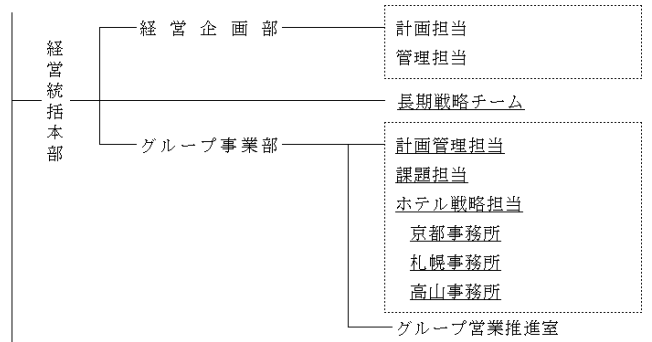 経営統括本部
経営企画部
計画担当
管理担当
長期戦略チーム
グループ事業部
計画管理担当
課題担当
ホテル戦略担当
京都事務所
札幌事務所
高山事務所
グループ営業推進室